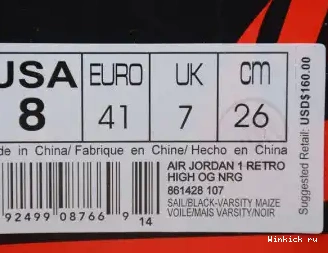 USA EURO UK CM
8 41 7 26
Made in China/ Fabrique en Chine/ Hecho en China
AIR JORDAN 1 RETRO
HIGH OG NRG
861428 107
SAIL/BLACK-VARSITY MAIZE
VOILE/MAIS VARSITY/NOIR
92499 08766 9 14
Suggested Retail: USD$160.00
Winkick ru